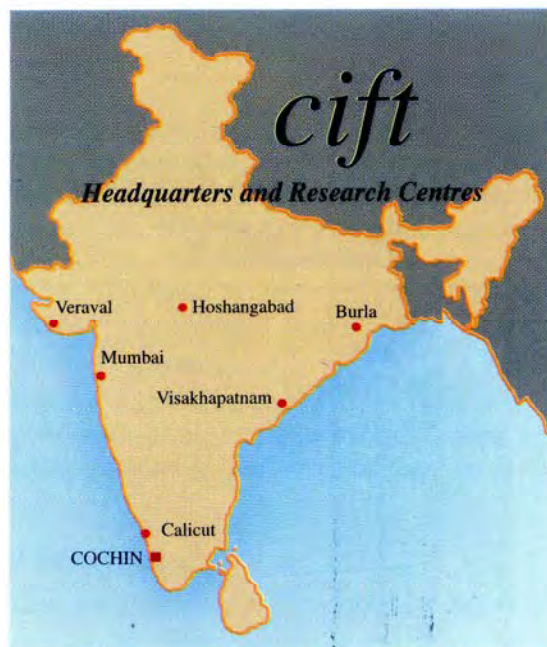 cift
Headquarters and Research Centres
Veraval
Hoshangabad
Burla
Mumbai
Visakhapatnam
Calicut
COCHIN